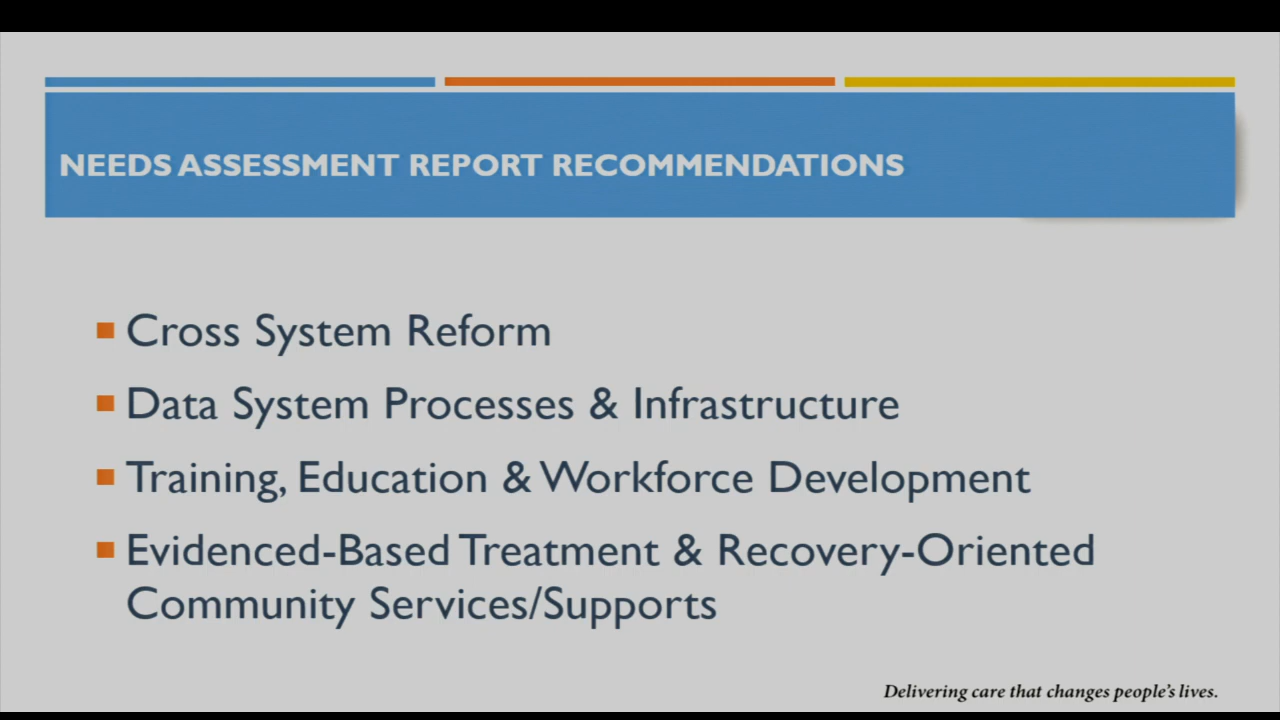 NEEDS ASSESSMENT REPORT RECOMMENDATIONS
Cross System Reform
Data System Processes & Infrastructure
Training, Education & Workforce Development
Evidenced-Based Treatment & Recovery-Oriented
Community Services/Supports
Delivering care that changes people's lives.